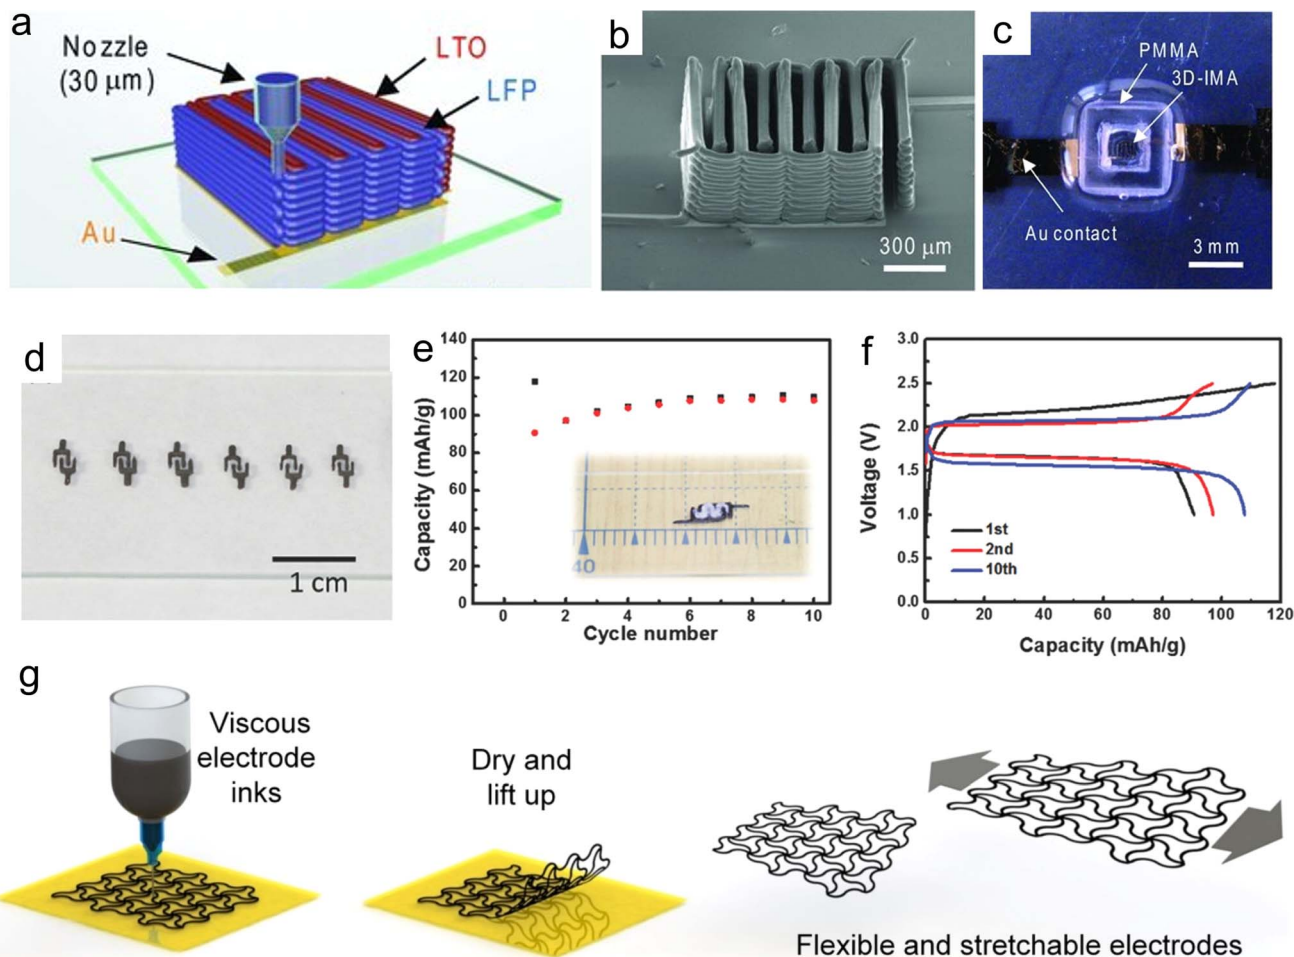 a
Nozzle
(30 μm)
LTO
LFP
Au
b
300 μm
c
PMMA
3D-IMA
Au contact
3 mm
d
1 cm
e
Capacity (mAh/g)
140
120
100
80
60
40
20
0
40
0 2 4 6 8 10
Cycle number
f
Voltage (V)
3.0
2.5
2.0
1.5
1.0
0.5
0.0
1st
2nd
10th
0 20 40 60 80 100 120
Capacity (mAh/g)
g
Viscous
electrode
inks
Dry and
lift up
Flexible and stretchable electrodes